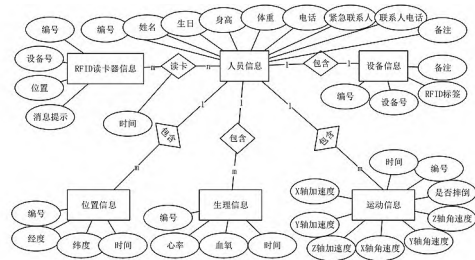 编号
编号
姓名
生日
身高
体重
电话
紧急联系人
联系人电话
备注
设备号
RFID读卡器信息
n
读卡
n
人员信息
1
包含
1
设备信息
备注
位置
编号
设备号
RFID标签
消息提示
时间
1
1
1
包含
包含
包含
m
m
m
时间
编号
编号
位置信息
编号
生理信息
X轴加速度
运动信息
是否摔倒
经度
纬度
时间
心率
血氧
时间
Y轴加速度
Z轴角速度
Z轴加速度
X轴角速度
Y轴角速度